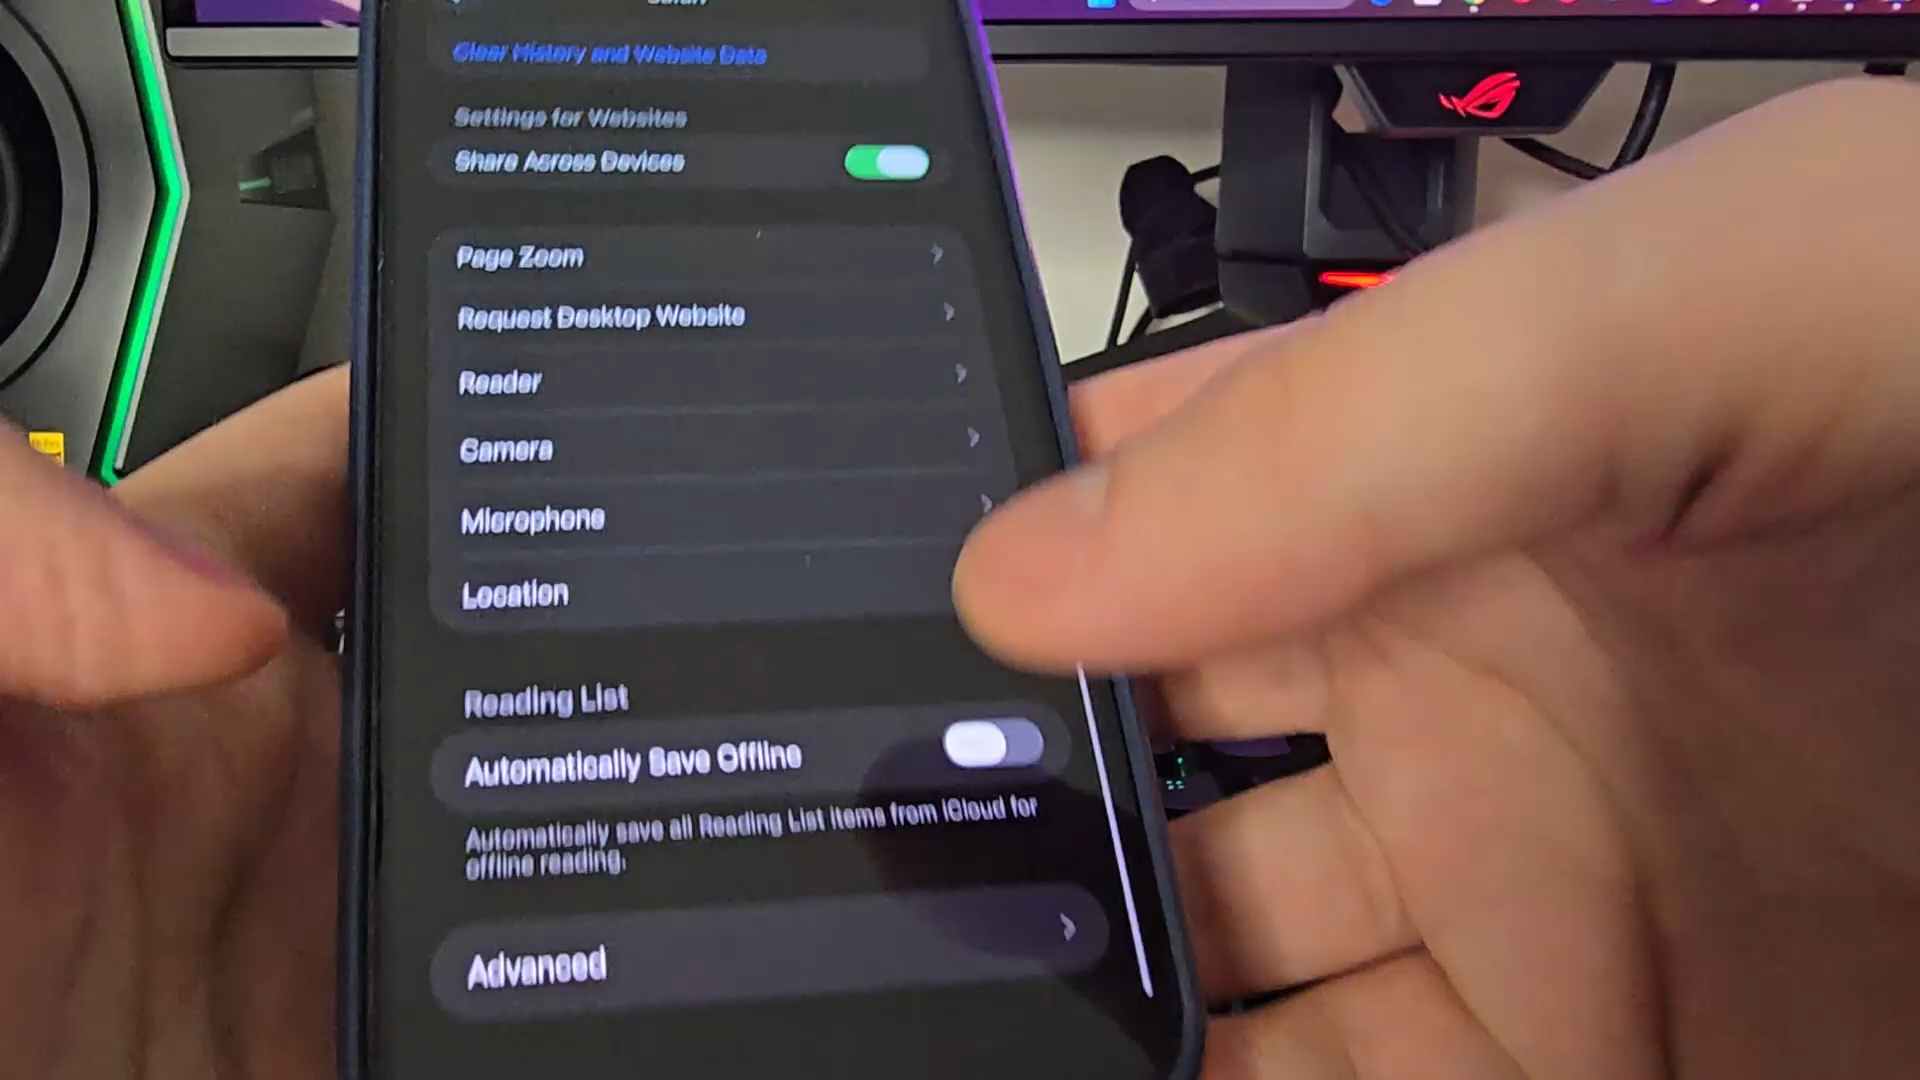 Safari
Clear History and Website Data
Settings for Websites
Share Across Devices
Page Zoom
Request Desktop Website
Reader
Camera
Microphone
Location
Reading List
Automatically Save Offline
Automatically save all Reading List items from iCloud for
offline reading.
Advanced